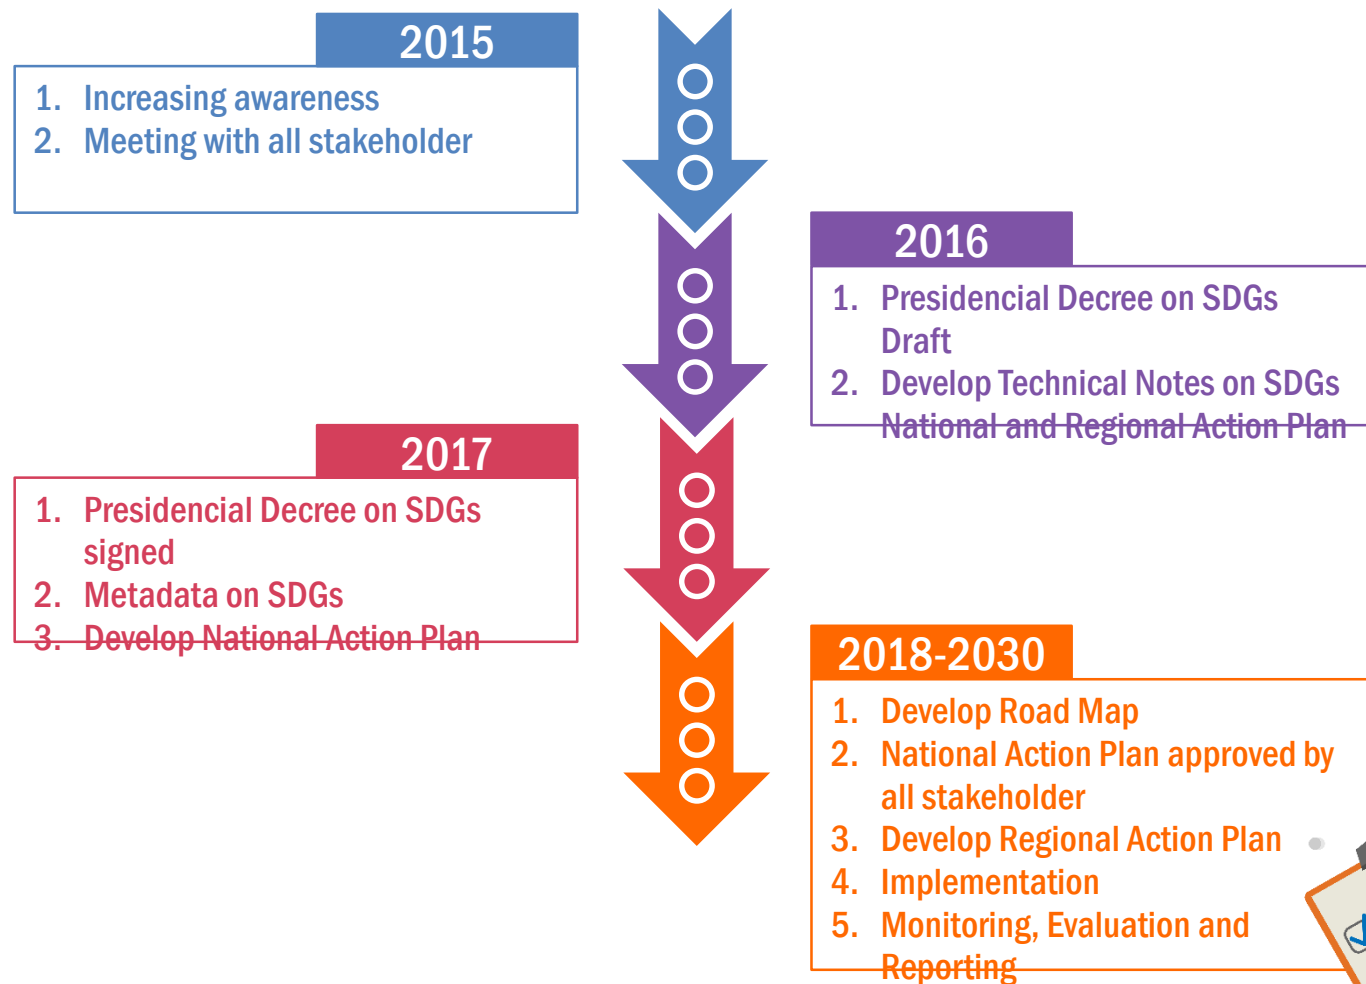 2015
1. Increasing awareness
2. Meeting with all stakeholder
2016
1. Presidencial Decree on SDGs
Draft
2. Develop Technical Notes on SDGs
National and Regional Action Plan
2017
1. Presidencial Decree on SDGs
signed
2. Metadata on SDGs
3. Develop National Action Plan
2018-2030
1. Develop Road Map
2. National Action Plan approved by
all stakeholder
3. Develop Regional Action Plan
4. Implementation
5. Monitoring, Evaluation and
Reporting